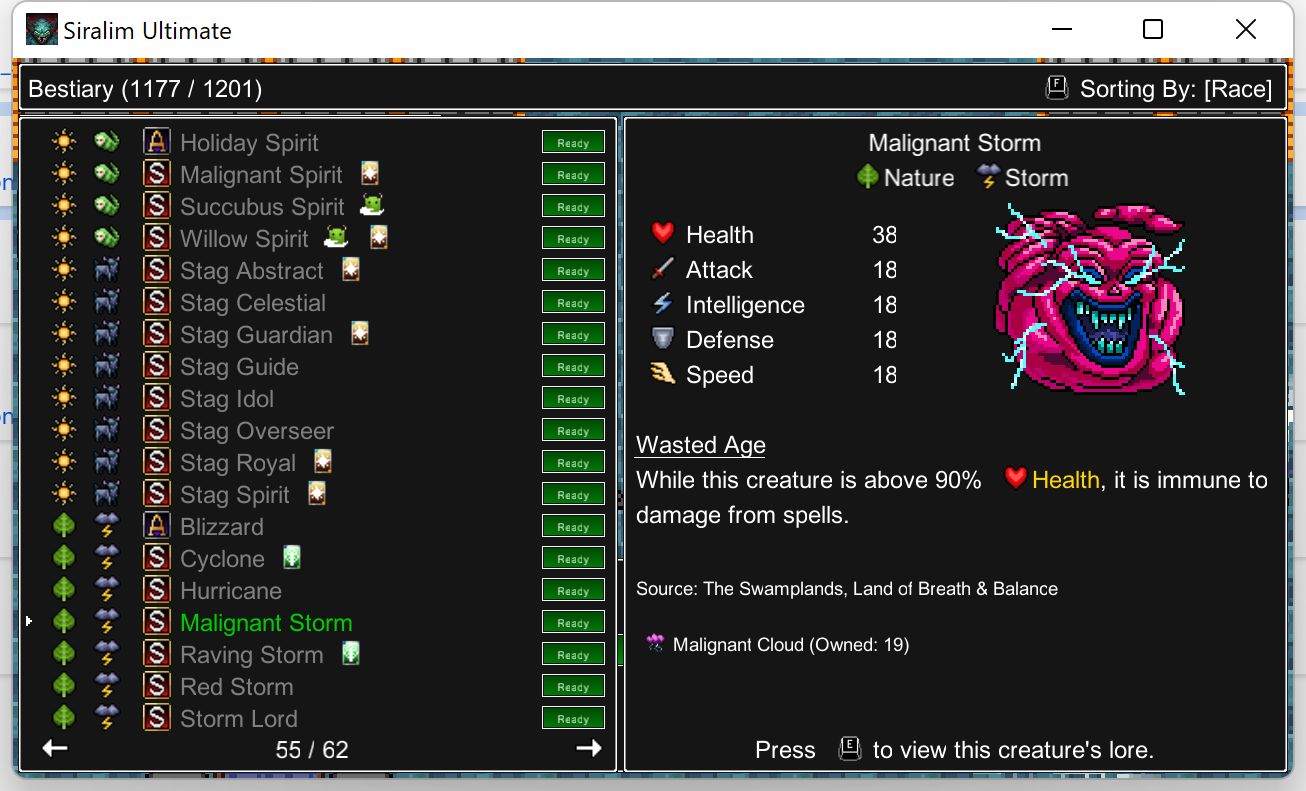 Siralim Ultimate
Bestiary (1177 / 1201)
F Sorting By: [Race]
A Holiday Spirit Ready
S Malignant Spirit Ready
S Succubus Spirit Ready
S Willow Spirit Ready
S Stag Abstract Ready
S Stag Celestial Ready
S Stag Guardian Ready
S Stag Guide Ready
S Stag Idol Ready
S Stag Overseer Ready
S Stag Royal Ready
S Stag Spirit Ready
A Blizzard Ready
S Cyclone Ready
S Hurricane Ready
S Malignant Storm Ready
S Raving Storm Ready
S Red Storm Ready
S Storm Lord Ready
55 / 62
Malignant Storm
Nature Storm
Health 38
Attack 18
Intelligence 18
Defense 18
Speed 18
Wasted Age
While this creature is above 90% Health, it is immune to
damage from spells.
Source: The Swamplands, Land of Breath & Balance
Malignant Cloud (Owned: 19)
Press E to view this creature's lore.